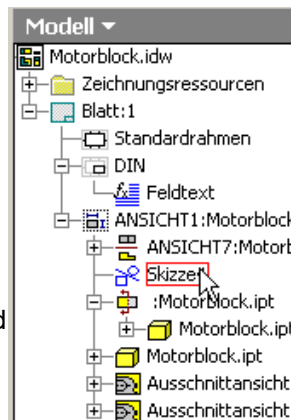 Modell
Motorblock.idw
Zeichnungsressourcen
Blatt:1
Standardrahmen
DIN
Feldtext
ANSICHT1:Motorblock
ANSICHT7:Motorb
:Motorblock.ipt
d
Motorblock.ipt
Motorblock.ipt
Ausschnittansicht
Ausschnittansicht